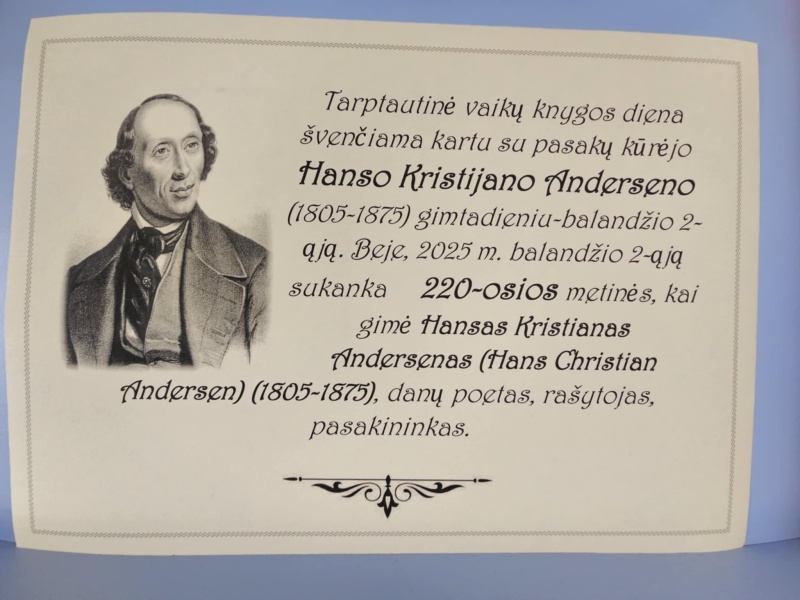 Tarptautinė vaikų knygos diena
švenčiama kartu su pasakų kūrėjo
Hanso Kristijano Anderseno
(1805-1875) gimtadieniu-balandžio 2-
ąją. Beje, 2025 m. balandžio 2-ąją
sukanka 220-osios metinės, kai
gimė Hansas Kristianas
Andersenas (Hans Christian
Andersen) (1805-1875), danų poetas, rašytojas,
pasakininkas.